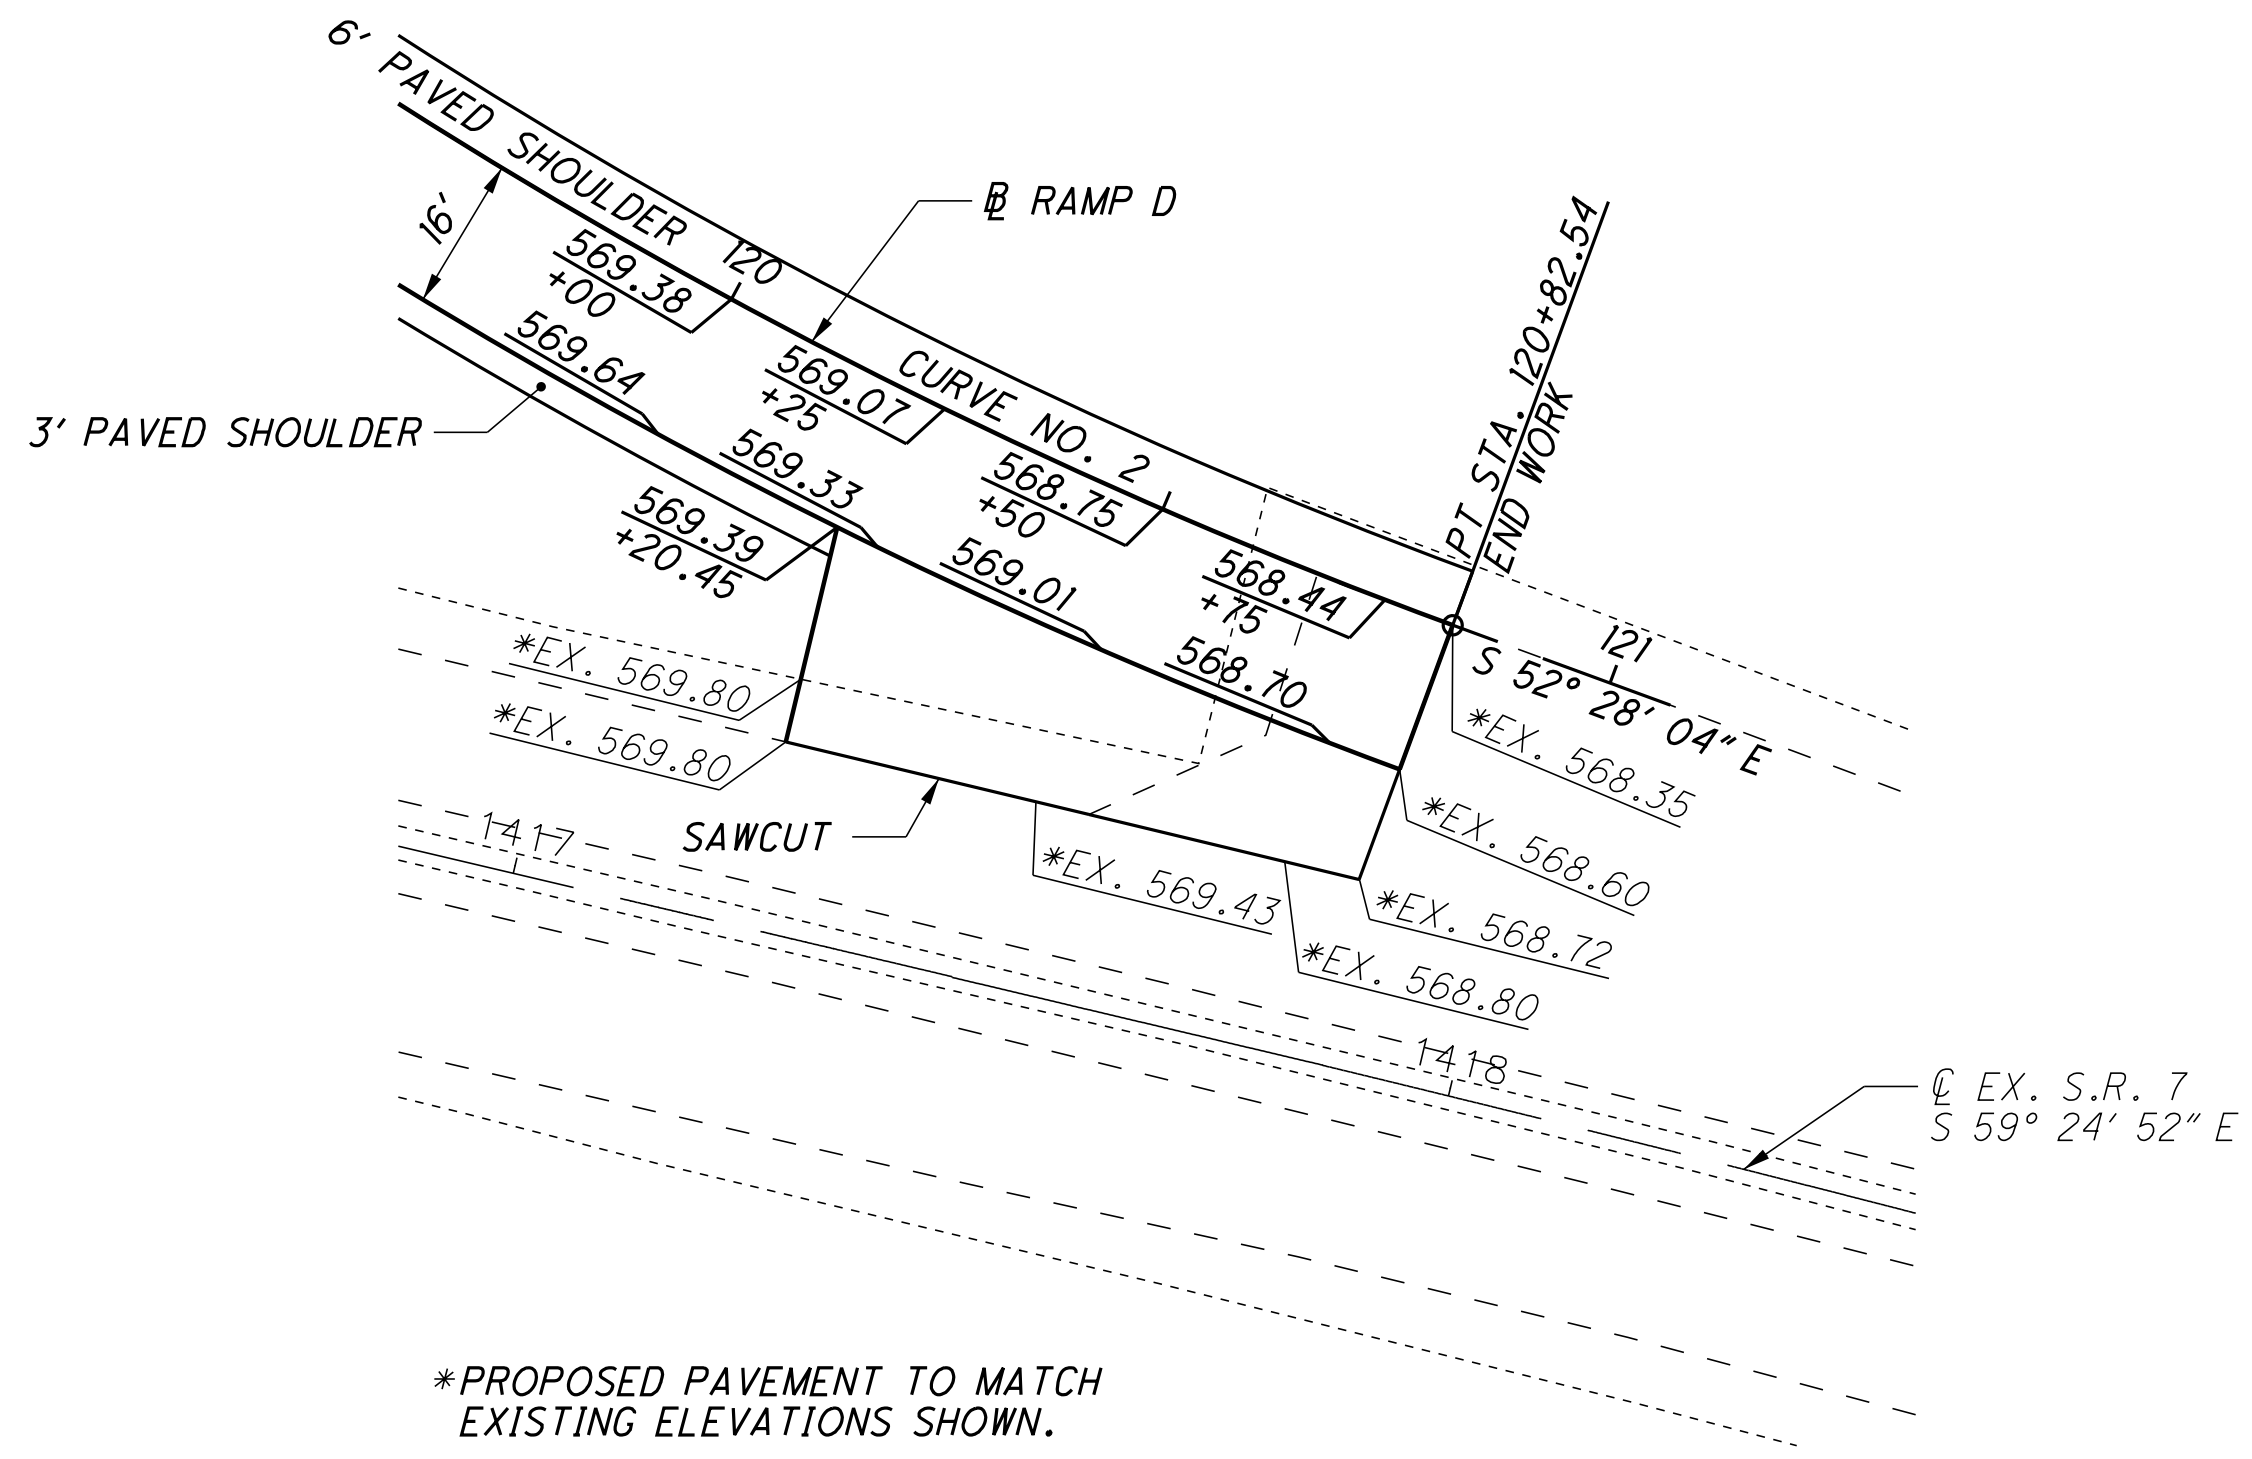 6' PAVED SHOULDER
℄ RAMP D
16'
120
569.38
+00
569.64
CURVE NO. 2
569.07
+25
569.33
3' PAVED SHOULDER
569.39
+20.45
568.75
+50
569.01
568.44
+75
568.70
PT STA. 120+82.54
END WORK
121
S 52° 28' 04" E
*EX. 569.80
*EX. 569.80
*EX. 568.35
*EX. 568.60
*EX. 568.72
*EX. 568.80
*EX. 569.43
SAWCUT
1417
1418
℄ EX. S.R. 7
S 59° 24' 52" E
*PROPOSED PAVEMENT TO MATCH
EXISTING ELEVATIONS SHOWN.